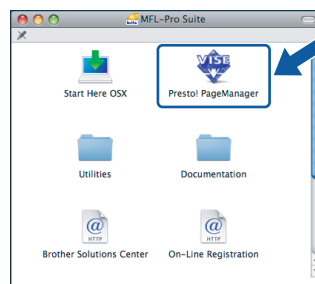 MFL-Pro Suite
VISE
Start Here OSX
Presto! PageManager
Utilities
Documentation
@
HTTP
@
HTTP
Brother Solutions Center
On-Line Registration